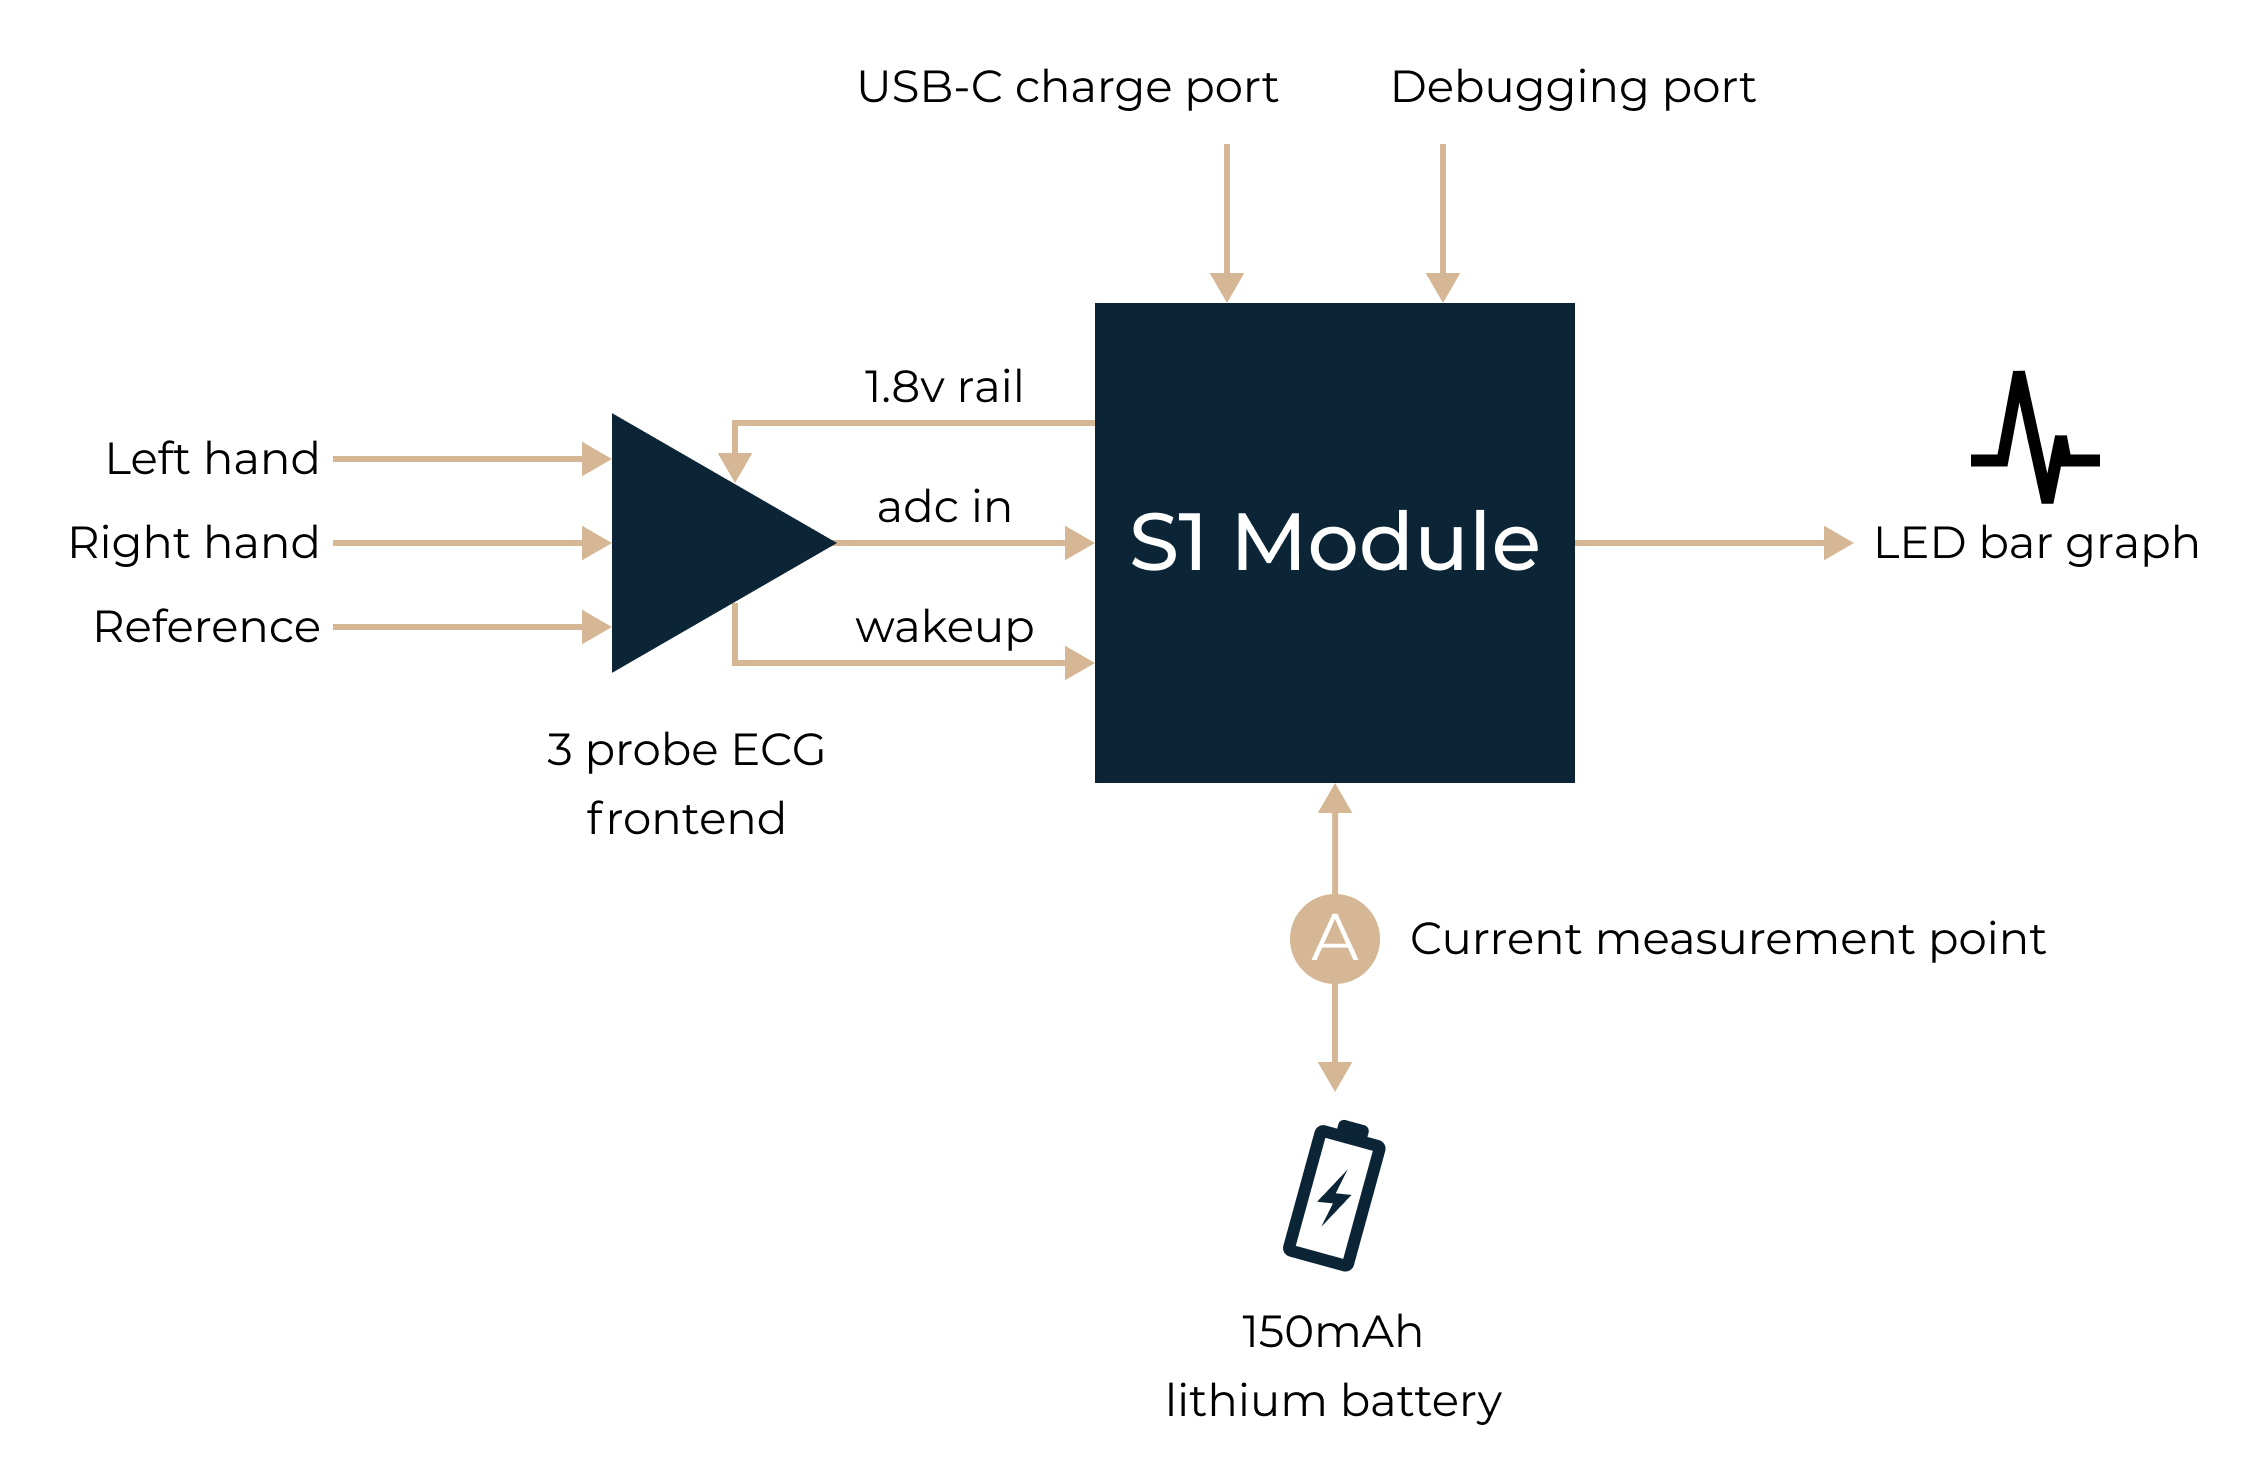 USB-C charge port
Debugging port
1.8v rail
Left hand
adc in
Right hand
S1 Module
LED bar graph
Reference
wakeup
3 probe ECG
frontend
A
Current measurement point
150mAh
lithium battery